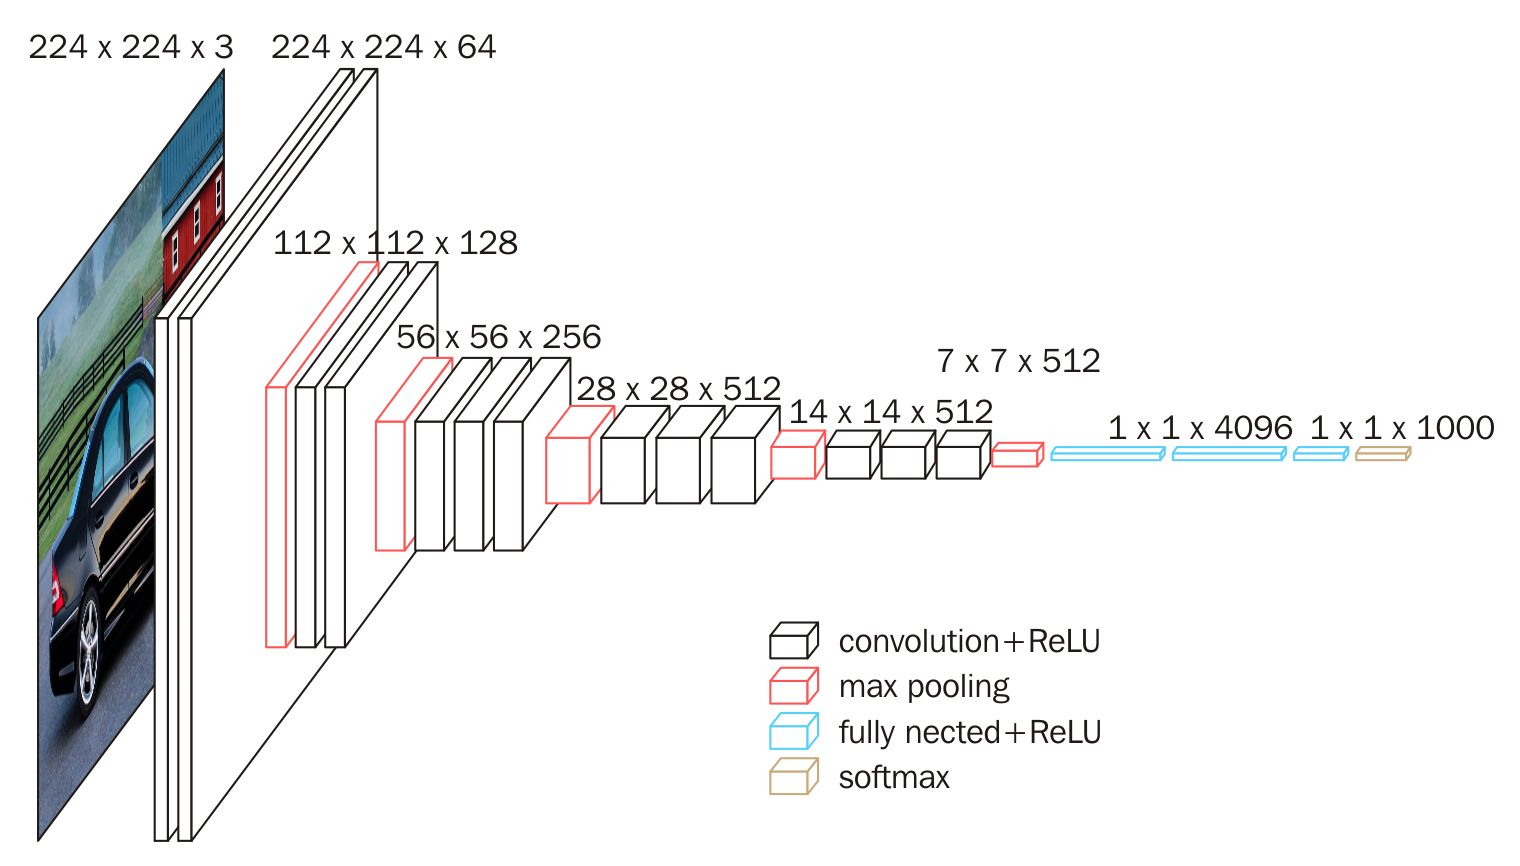 224 x 224 x 3
224 x 224 x 64
112 x 112 x 128
56 x 56 x 256
28 x 28 x 512
14 x 14 x 512
7 x 7 x 512
1 x 1 x 4096
1 x 1 x 1000
convolution+ReLU
max pooling
fully nected+ReLU
softmax